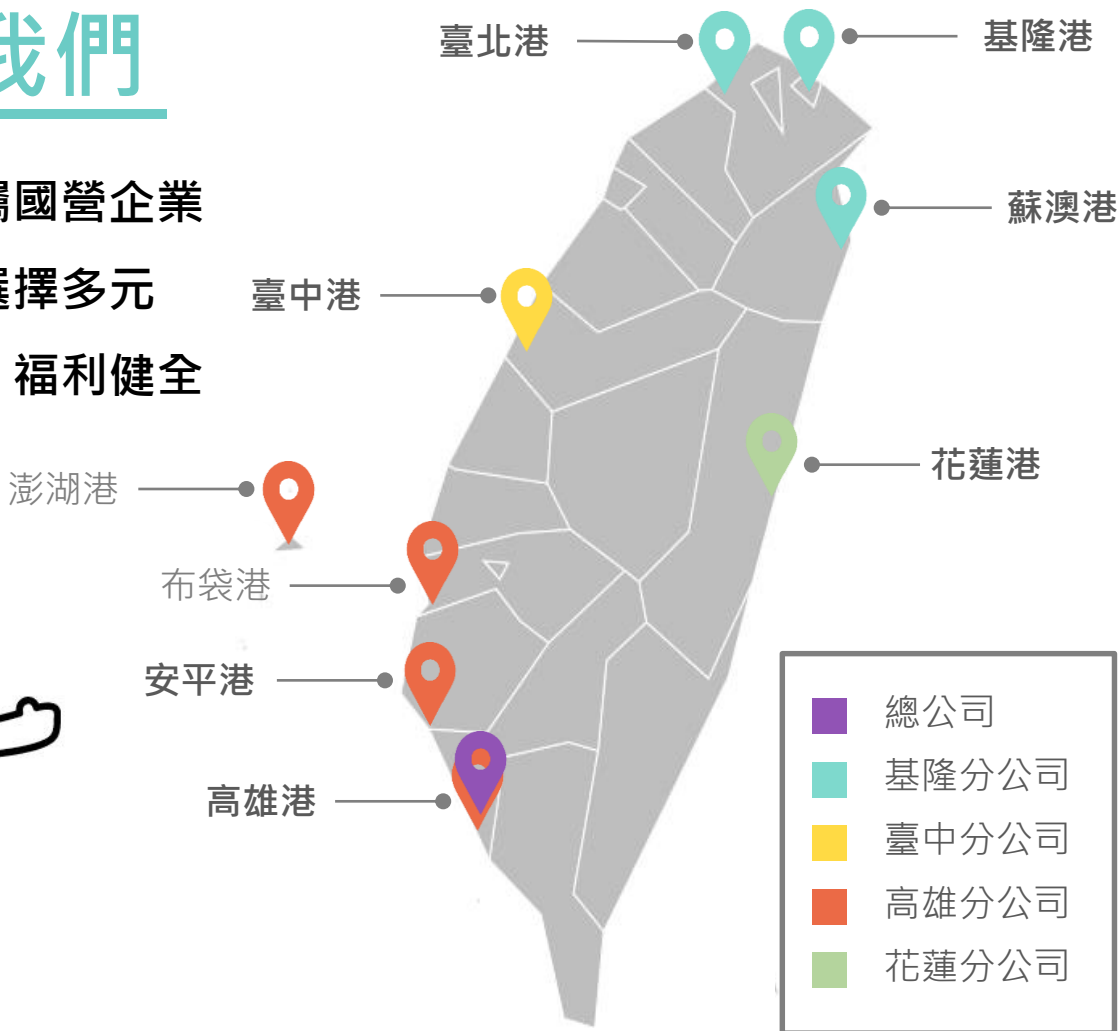 我們
國營企業
選擇多元
福利健全
臺北港
基隆港
蘇澳港
臺中港
花蓮港
澎湖港
布袋港
安平港
高雄港
總公司
基隆分公司
臺中分公司
高雄分公司
花蓮分公司